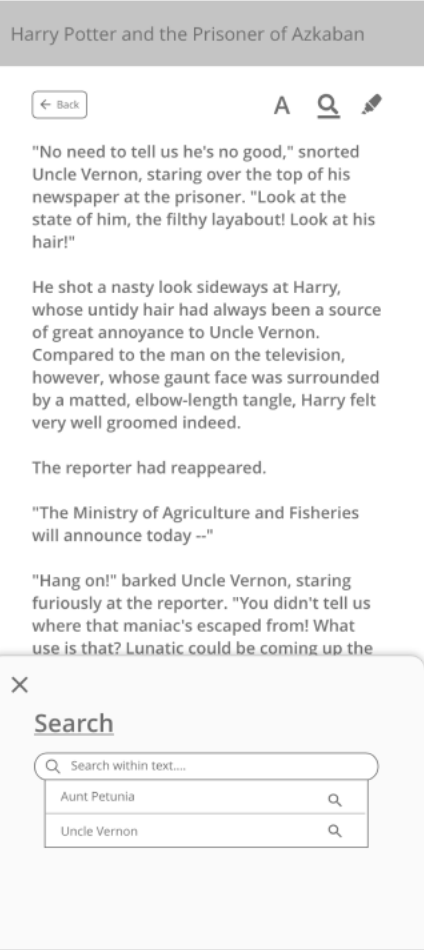 Harry Potter and the Prisoner of Azkaban
← Back
A
"No need to tell us he's no good," snorted
Uncle Vernon, staring over the top of his
newspaper at the prisoner. "Look at the
state of him, the filthy layabout! Look at his
hair!"
He shot a nasty look sideways at Harry,
whose untidy hair had always been a source
of great annoyance to Uncle Vernon.
Compared to the man on the television,
however, whose gaunt face was surrounded
by a matted, elbow-length tangle, Harry felt
very well groomed indeed.
The reporter had reappeared.
"The Ministry of Agriculture and Fisheries
will announce today --"
"Hang on!" barked Uncle Vernon, staring
furiously at the reporter. "You didn't tell us
where that maniac's escaped from! What
use is that? Lunatic could be coming up the
Search
Search within text....
Aunt Petunia
Uncle Vernon